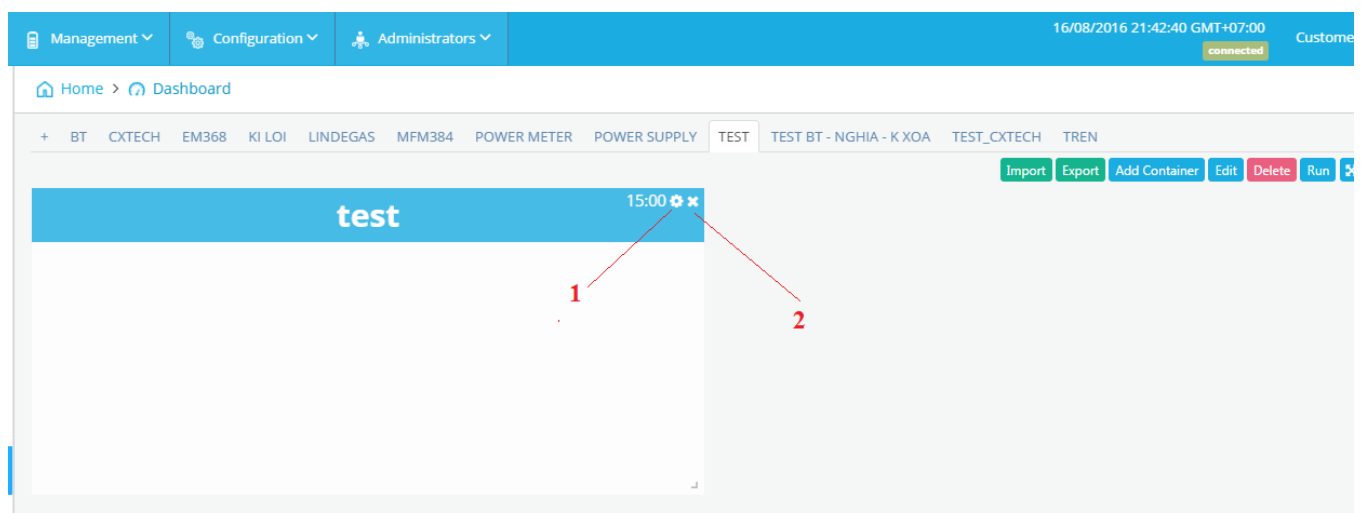 Management Configuration Administrators 16/08/2016 21:42:40 GMT+07:00
connected
Custome
Home > Dashboard
+ BT CXTECH EM368 KI LOI LINDEGAS MFM384 POWER METER POWER SUPPLY TEST TEST BT - NGHIA - K XOA TEST_CXTECH TREN
Import Export Add Container Edit Delete Run
test 15:00
1
2